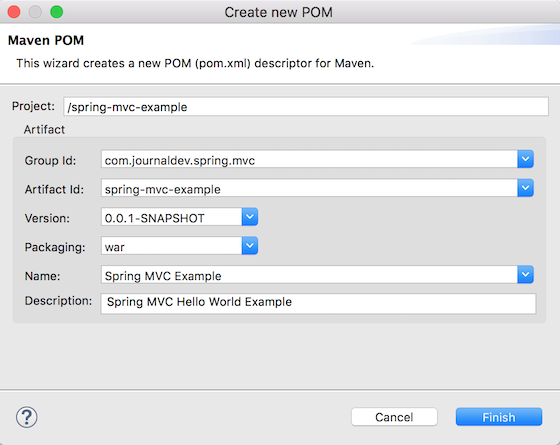 Create new POM
Maven POM
This wizard creates a new POM (pom.xml) descriptor for Maven.
Project: /spring-mvc-example
Artifact
Group Id: com.journaldev.spring.mvc
Artifact Id: spring-mvc-example
Version: 0.0.1-SNAPSHOT
Packaging: war
Name: Spring MVC Example
Description: Spring MVC Hello World Example
? Cancel Finish